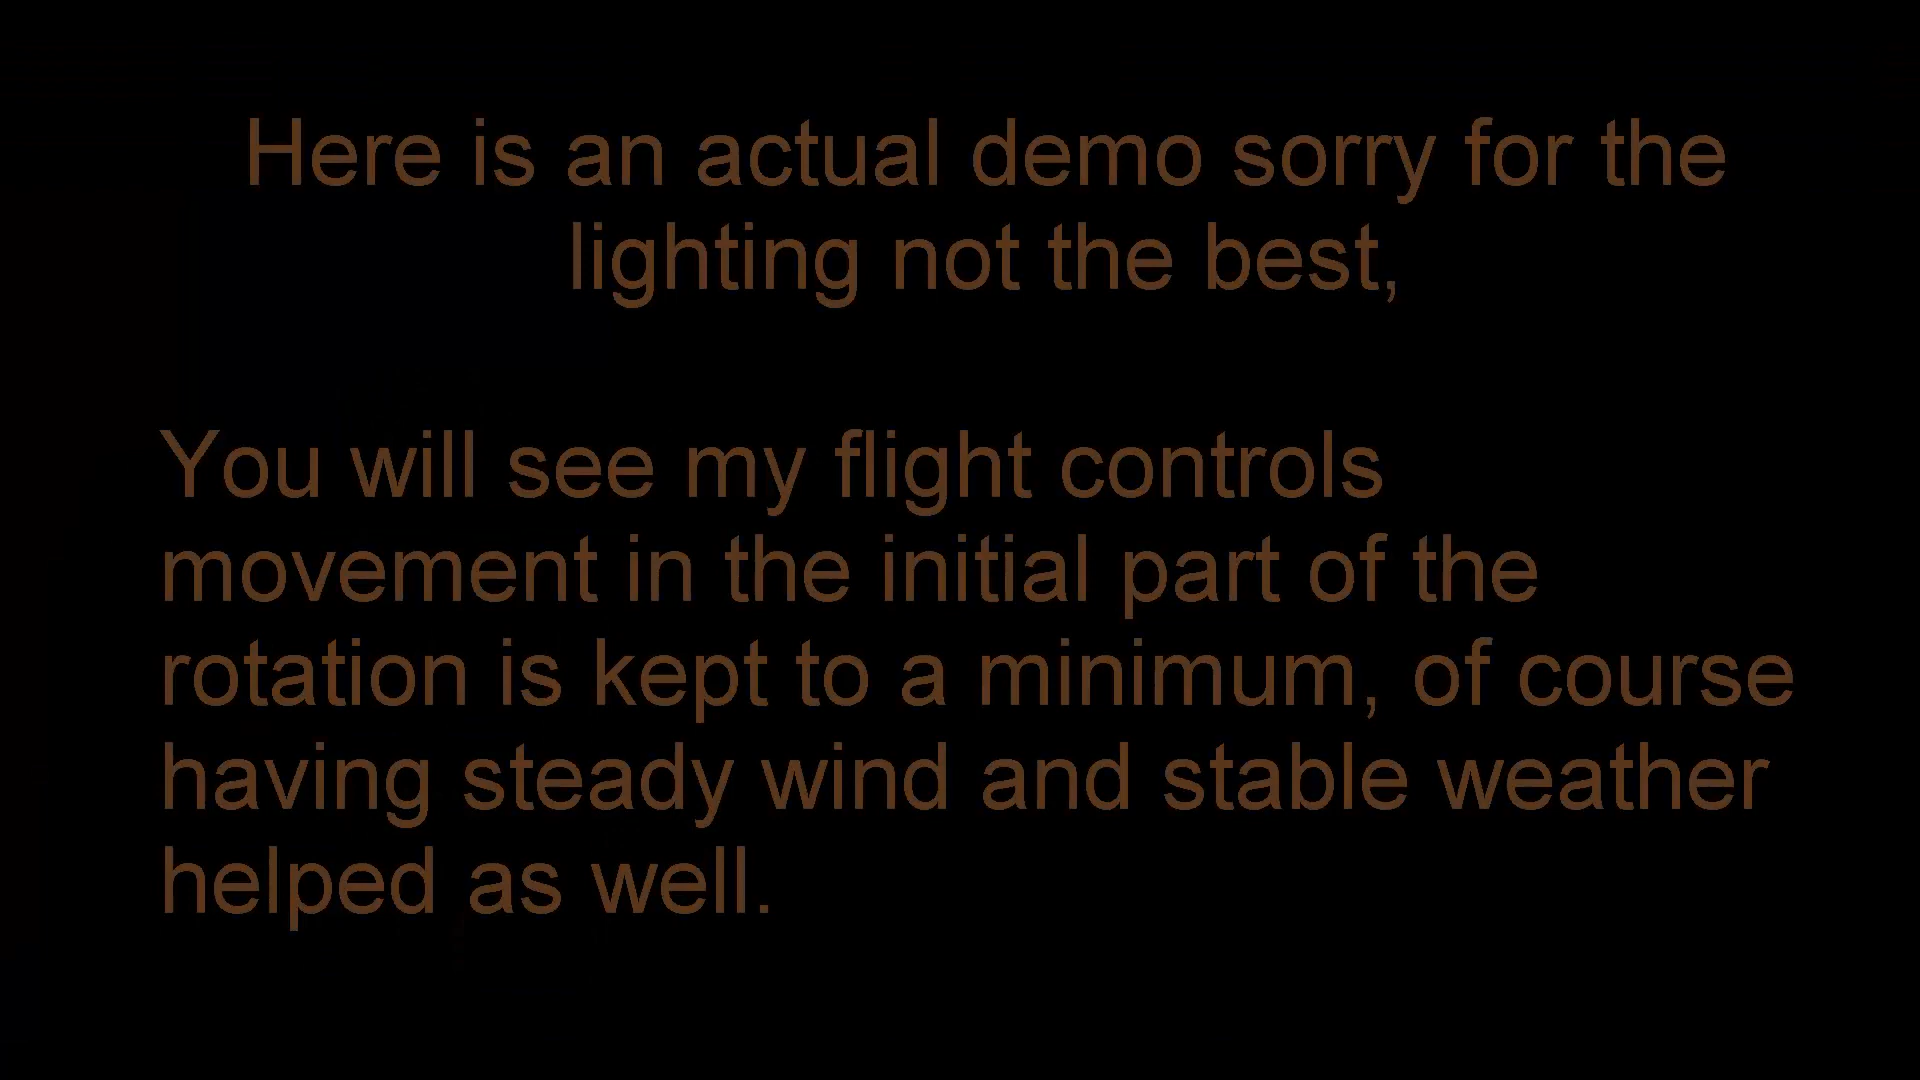 Here is an actual demo sorry for the
lighting not the best,
You will see my flight controls
movement in the initial part of the
rotation is kept to a minimum, of course
having steady wind and stable weather
helped as well.